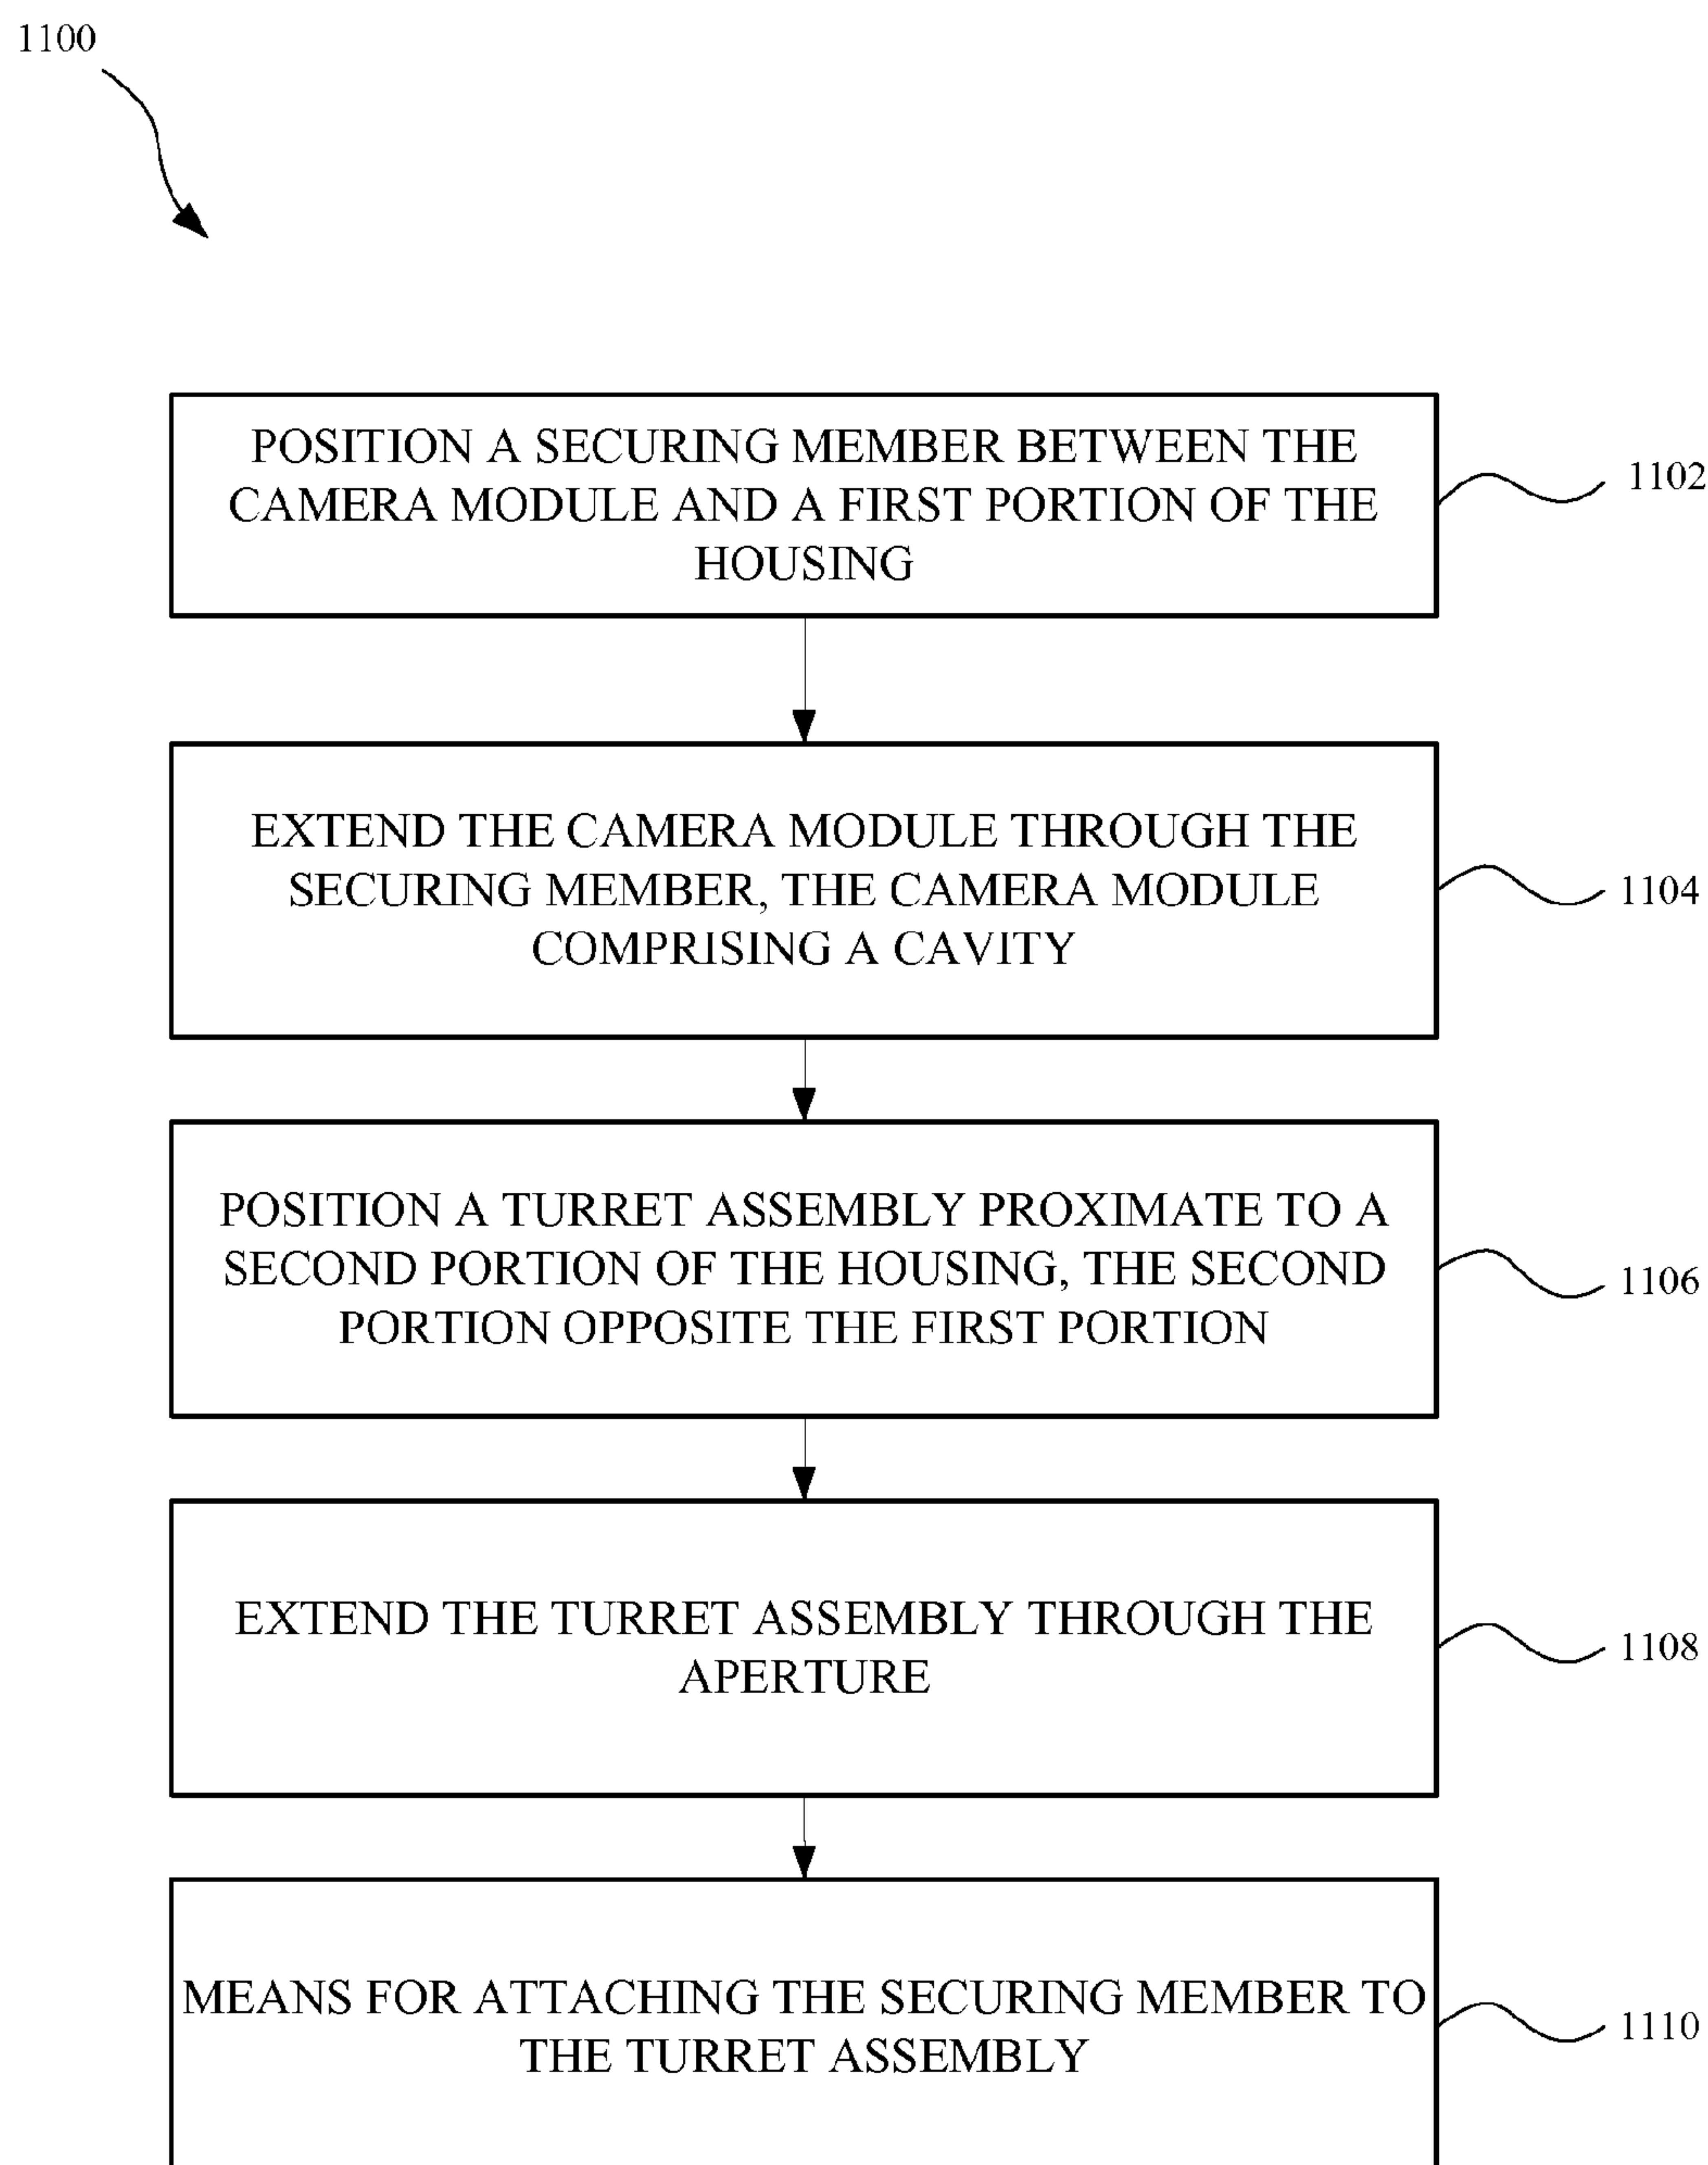 1100
POSITION A SECURING MEMBER BETWEEN THE
CAMERA MODULE AND A FIRST PORTION OF THE
HOUSING
1102
EXTEND THE CAMERA MODULE THROUGH THE
SECURING MEMBER, THE CAMERA MODULE
COMPRISING A CAVITY
1104
POSITION A TURRET ASSEMBLY PROXIMATE TO A
SECOND PORTION OF THE HOUSING, THE SECOND
PORTION OPPOSITE THE FIRST PORTION
1106
EXTEND THE TURRET ASSEMBLY THROUGH THE
APERTURE
1108
MEANS FOR ATTACHING THE SECURING MEMBER TO
THE TURRET ASSEMBLY
1110